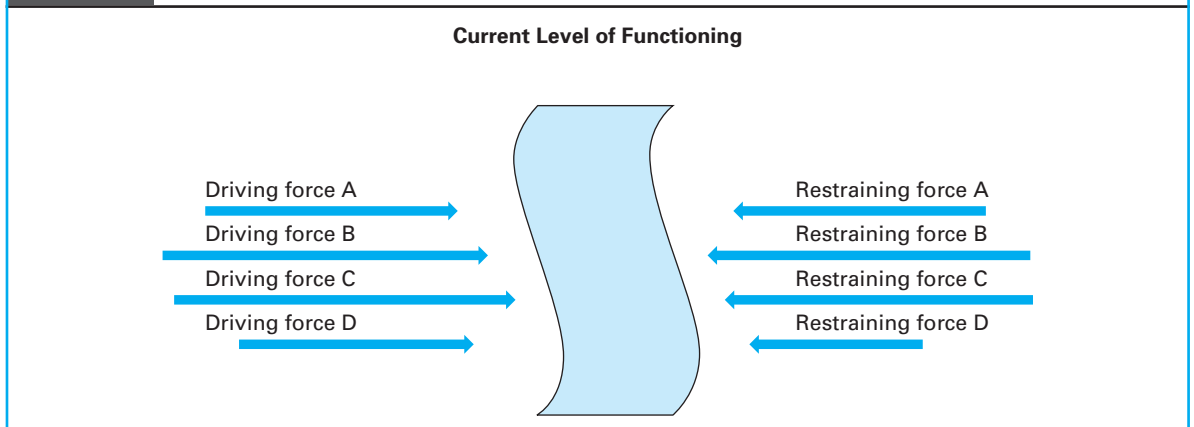 Current Level of Functioning
Driving force A
Restraining force A
Driving force B
Restraining force B
Driving force C
Restraining force C
Driving force D
Restraining force D